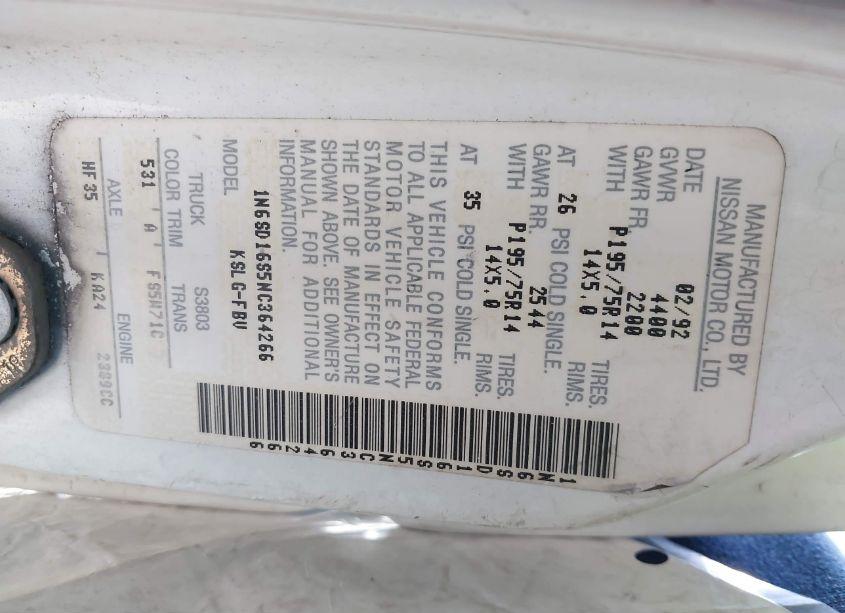 MANUFACTURED BY
NISSAN MOTOR CO., LTD.
DATE 02/92
GVWR 4400
GAWR FR. 2200
WITH P195/75R14 TIRES.
14X5.0 RIMS.
AT 26 PSI COLD SINGLE.
GAWR RR. 2544
WITH P195/75R14 TIRES.
14X5.0 RIMS.
AT 35 PSI COLD SINGLE.
THIS VEHICLE CONFORMS
TO ALL APPLICABLE FEDERAL
MOTOR VEHICLE SAFETY
STANDARDS IN EFFECT ON
THE DATE OF MANUFACTURE
SHOWN ABOVE. SEE OWNER'S
MANUAL FOR ADDITIONAL
INFORMATION.
1N6SD16S5NC364266
MODEL KSLG-FBV
TRUCK S3803
COLOR TRIM TRANS
531 A FS5W71C
AXLE ENGINE
HF35 KA24 2389CC
1N6SD16S5NC364266